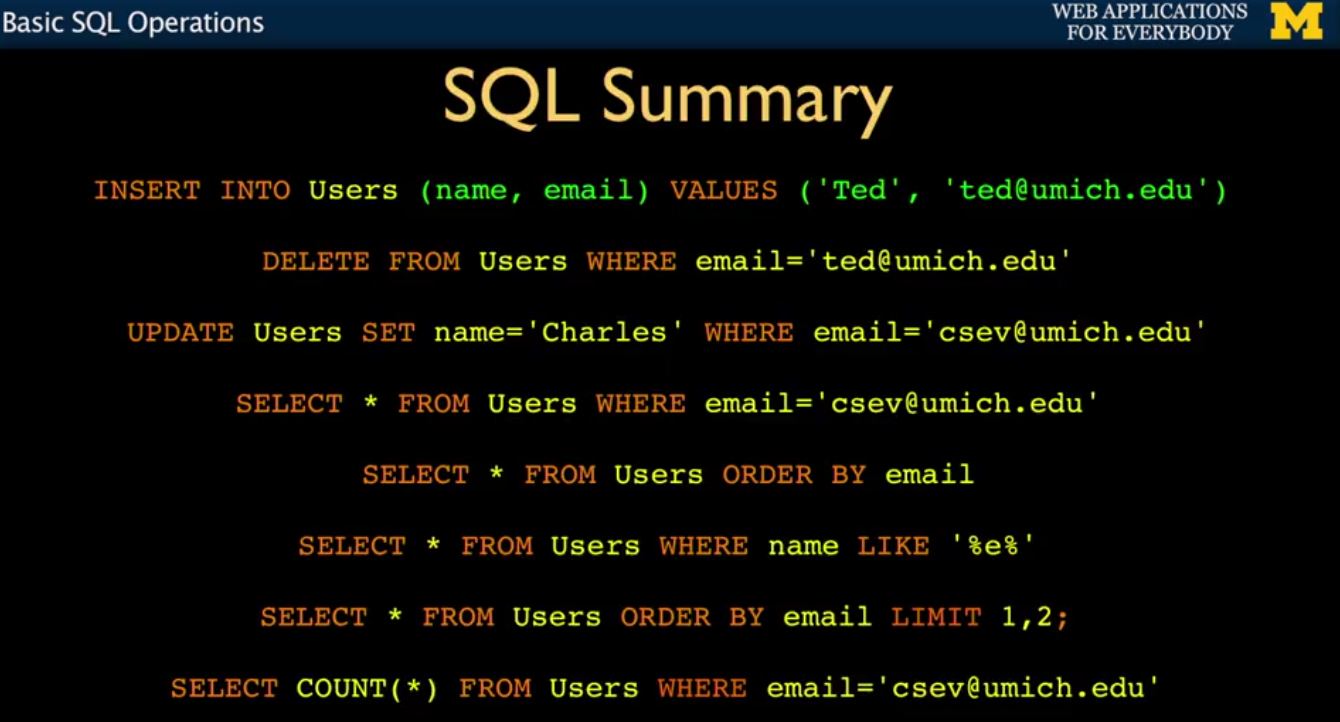 Basic SQL Operations
WEB APPLICATIONS
FOR EVERYBODY
M
SQL Summary
INSERT INTO Users (name, email) VALUES ('Ted', 'ted@umich.edu')
DELETE FROM Users WHERE email='ted@umich.edu'
UPDATE Users SET name='Charles' WHERE email='csev@umich.edu'
SELECT * FROM Users WHERE email='csev@umich.edu'
SELECT * FROM Users ORDER BY email
SELECT * FROM Users WHERE name LIKE '%e%'
SELECT * FROM Users ORDER BY email LIMIT 1,2;
SELECT COUNT(*) FROM Users WHERE email='csev@umich.edu'